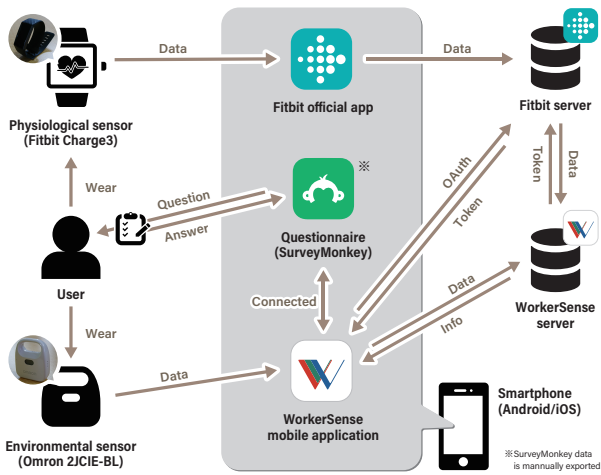 Data
Data
Fitbit official app
Fitbit server
Physiological sensor
(Fitbit Charge3)
OAuth
Token
Token
Data
Wear
Question
Answer
※
Questionnaire
(SurveyMonkey)
User
Connected
Data
Info
WorkerSense
server
Wear
Data
WorkerSense
mobile application
Smartphone
(Android/iOS)
Environmental sensor
(Omron 2JCIE-BL)
※SurveyMonkey data
is manually exported